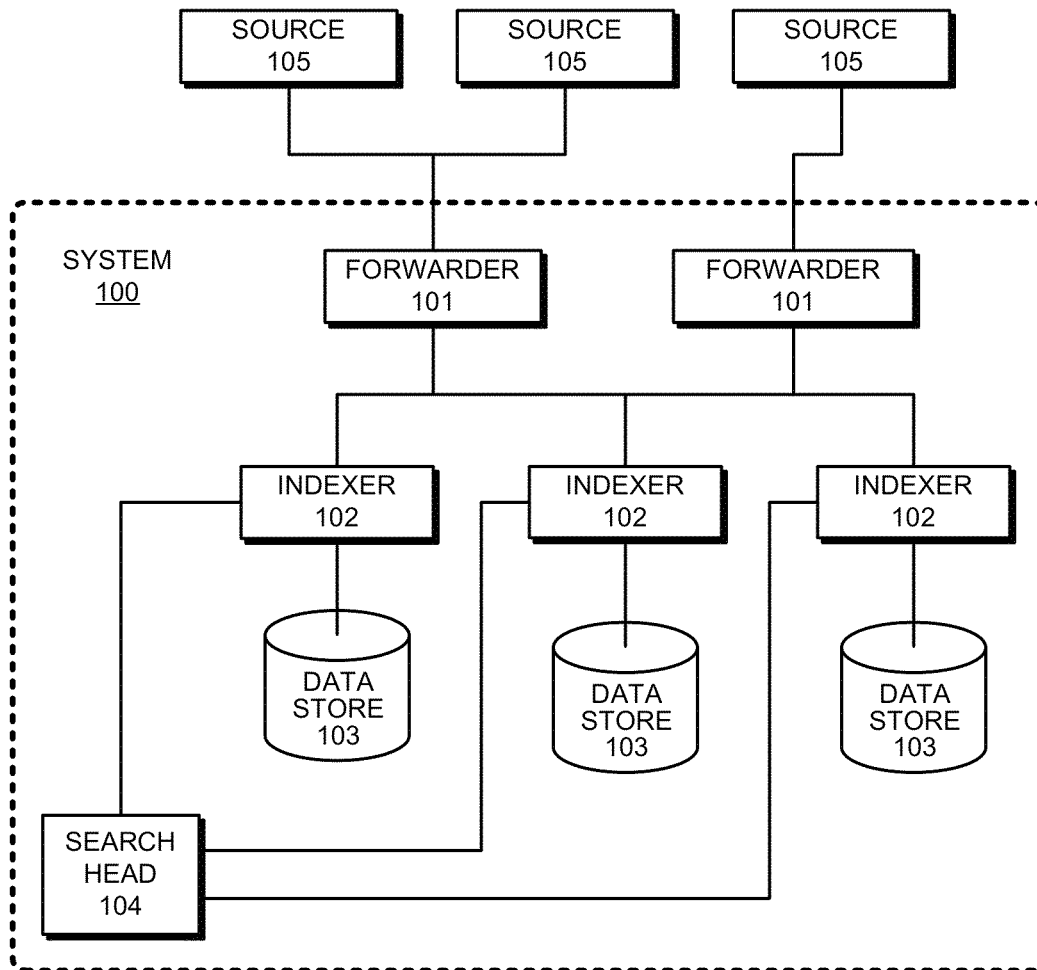 SOURCE
105
SOURCE
105
SOURCE
105
SYSTEM
100
FORWARDER
101
FORWARDER
101
INDEXER
102
INDEXER
102
INDEXER
102
DATA
STORE
103
DATA
STORE
103
DATA
STORE
103
SEARCH
HEAD
104